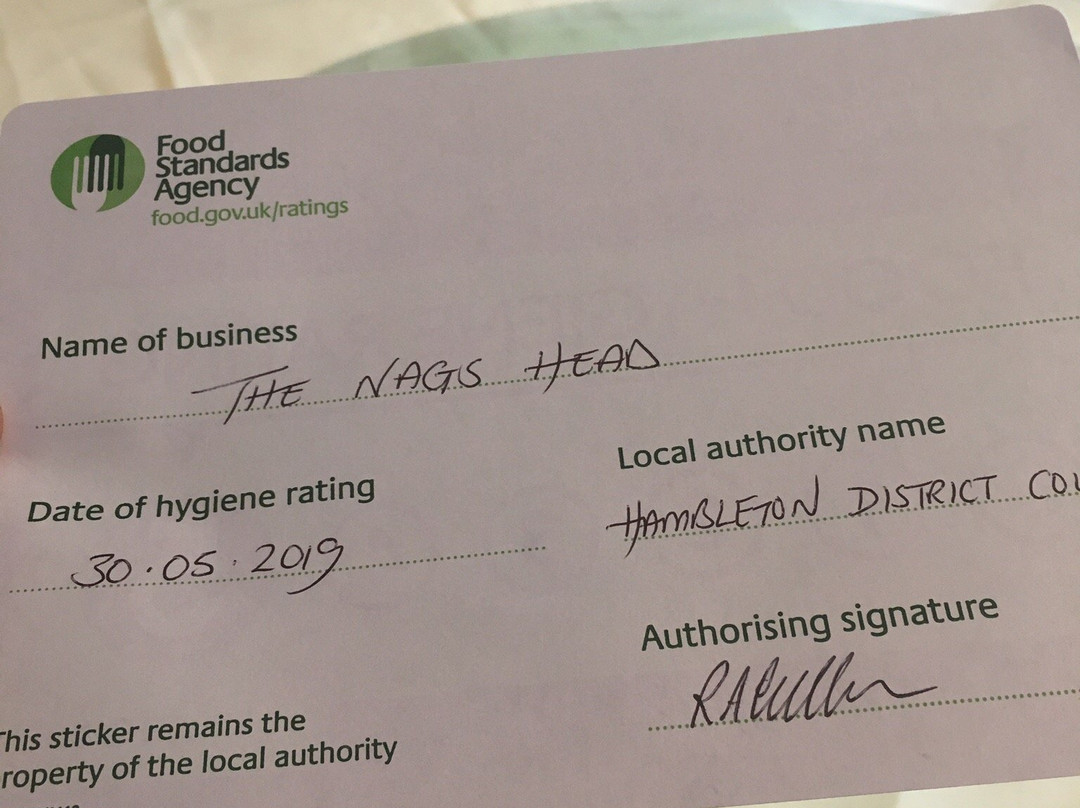 Food
Standards
Agency
food.gov.uk/ratings
Name of business
THE NAGS HEAD
Date of hygiene rating
30.05.2019
Local authority name
HAMBLETON DISTRICT COU
Authorising signature
This sticker remains the
roperty of the local authority